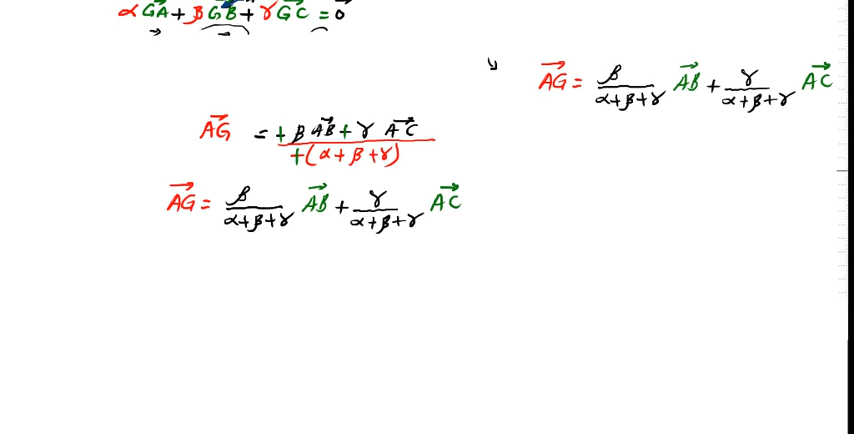 α GA⃗ + β GB⃗ + γ GC⃗ = 0⃗
AG⃗ = β/(α+β+γ) AB⃗ + γ/(α+β+γ) AC⃗
AG⃗ = + β AB⃗ + γ AC⃗ / +(α+β+γ)
AG⃗ = β/(α+β+γ) AB⃗ + γ/(α+β+γ) AC⃗